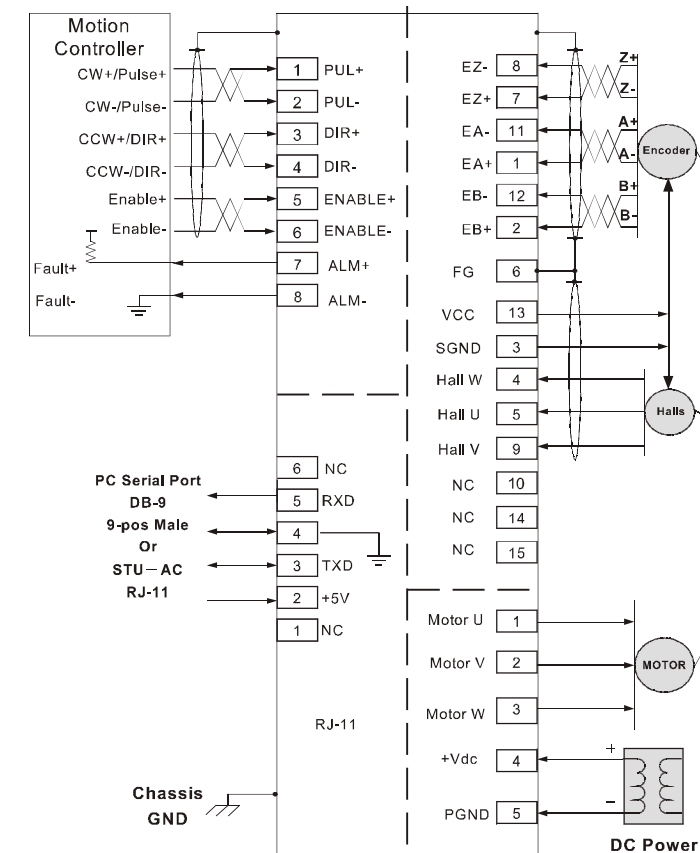 Motion
Controller
CW+/Pulse+
CW-/Pulse-
CCW+/DIR+
CCW-/DIR-
Enable+
Enable-
Fault+
Fault-
1 PUL+
2 PUL-
3 DIR+
4 DIR-
5 ENABLE+
6 ENABLE-
7 ALM+
8 ALM-
PC Serial Port
DB-9
9-pos Male
Or
STU—AC
RJ-11
6 NC
5 RXD
4
3 TXD
2 +5V
1 NC
RJ-11
Chassis
GND
EZ- 8
EZ+ 7
EA- 11
EA+ 1
EB- 12
EB+ 2
FG 6
VCC 13
SGND 3
Hall W 4
Hall U 5
Hall V 9
NC 10
NC 14
NC 15
Z+
Z-
A+
A-
B+
B-
Encoder
Halls
Motor U 1
Motor V 2
Motor W 3
MOTOR
+Vdc 4
PGND 5
+
-
DC Power